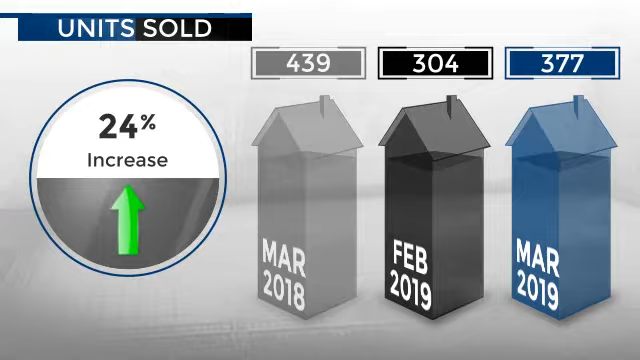 UNITS SOLD
439
304
377
24%
Increase
MAR
2018
FEB
2019
MAR
2019